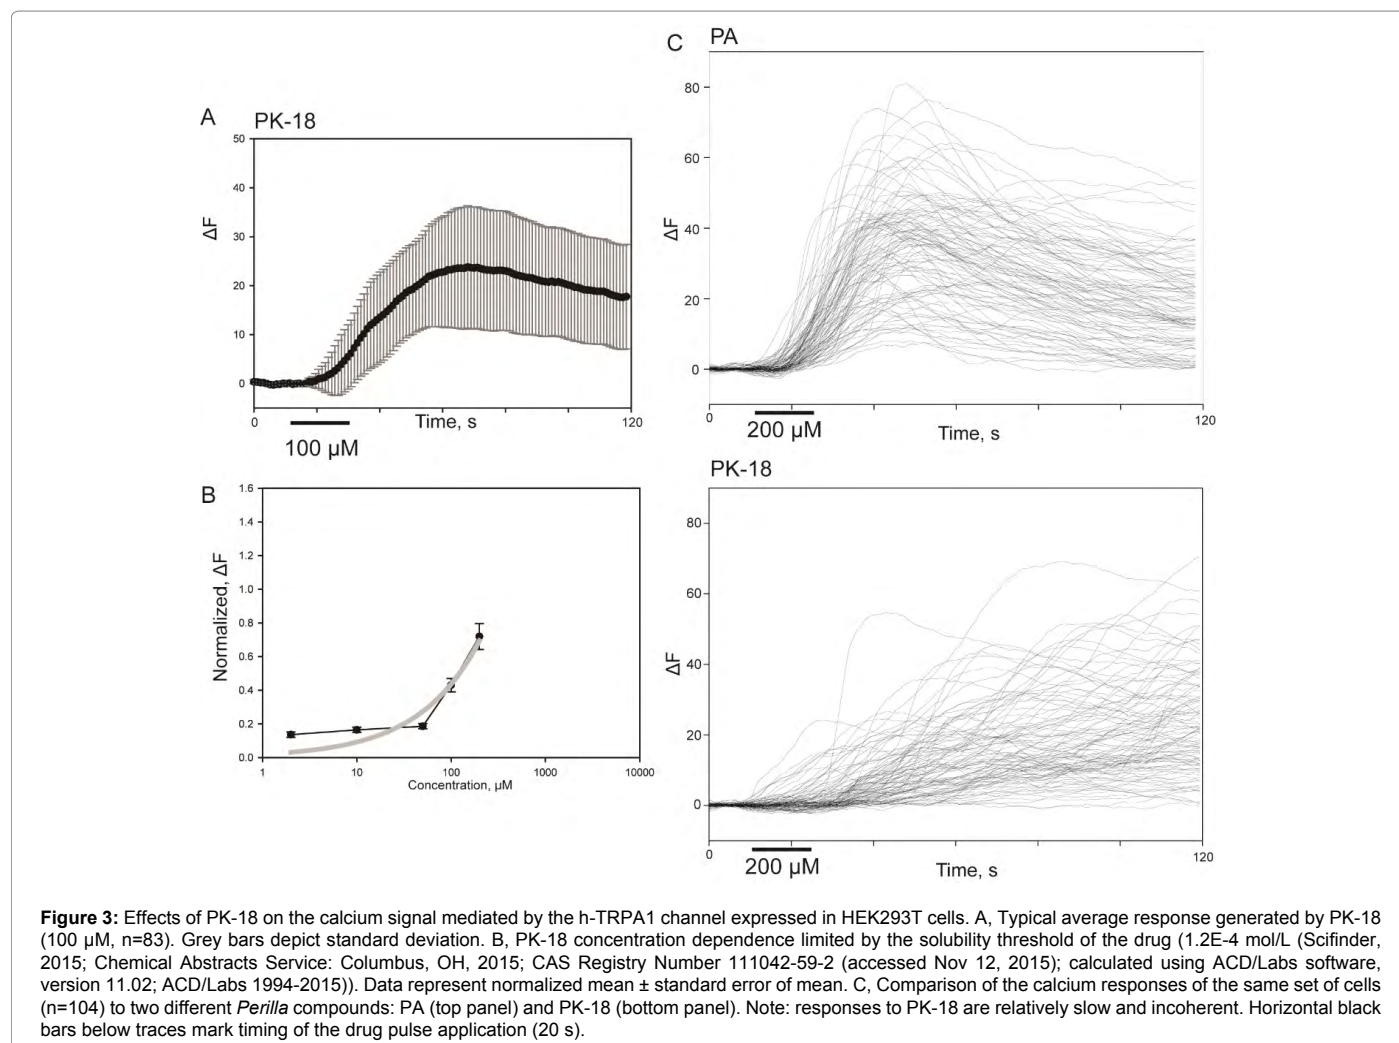 A
PK-18
50
40
30
20
10
0
ΔF
0
Time, s
120
100 µM
B
1.6
1.4
1.2
1.0
0.8
0.6
0.4
0.2
0.0
Normalized, ΔF
1
10
100
1000
10000
Concentration, µM
C
PA
80
60
40
20
0
ΔF
0
120
200 µM
Time, s
PK-18
80
60
40
20
0
ΔF
0
120
200 µM
Time, s
Figure 3: Effects of PK-18 on the calcium signal mediated by the h-TRPA1 channel expressed in HEK293T cells. A, Typical average response generated by PK-18
(100 µM, n=83). Grey bars depict standard deviation. B, PK-18 concentration dependence limited by the solubility threshold of the drug (1.2E-4 mol/L (Scifinder,
2015; Chemical Abstracts Service: Columbus, OH, 2015; CAS Registry Number 111042-59-2 (accessed Nov 12, 2015); calculated using ACD/Labs software,
version 11.02; ACD/Labs 1994-2015)). Data represent normalized mean ± standard error of mean. C, Comparison of the calcium responses of the same set of cells
(n=104) to two different Perilla compounds: PA (top panel) and PK-18 (bottom panel). Note: responses to PK-18 are relatively slow and incoherent. Horizontal black
bars below traces mark timing of the drug pulse application (20 s).